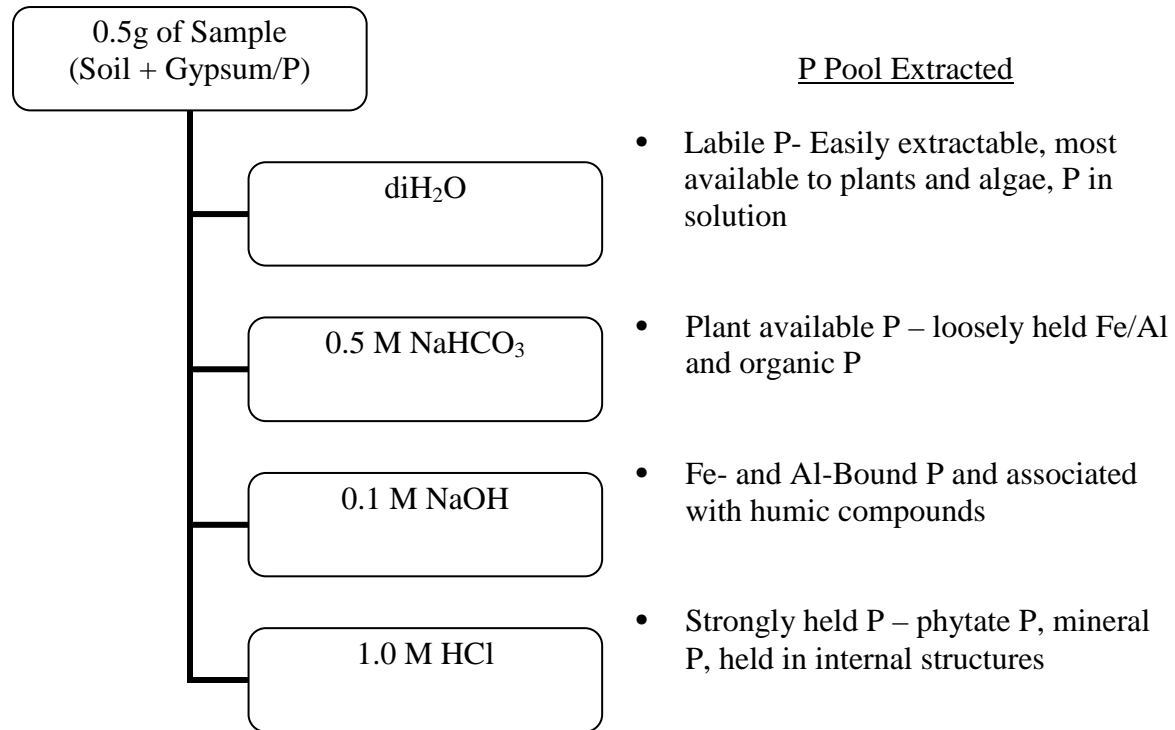 0.5g of Sample
(Soil + Gypsum/P)
P Pool Extracted
diH₂O
• Labile P- Easily extractable, most
available to plants and algae, P in
solution
0.5 M NaHCO₃
• Plant available P – loosely held Fe/Al
and organic P
0.1 M NaOH
• Fe- and Al-Bound P and associated
with humic compounds
1.0 M HCl
• Strongly held P – phytate P, mineral
P, held in internal structures